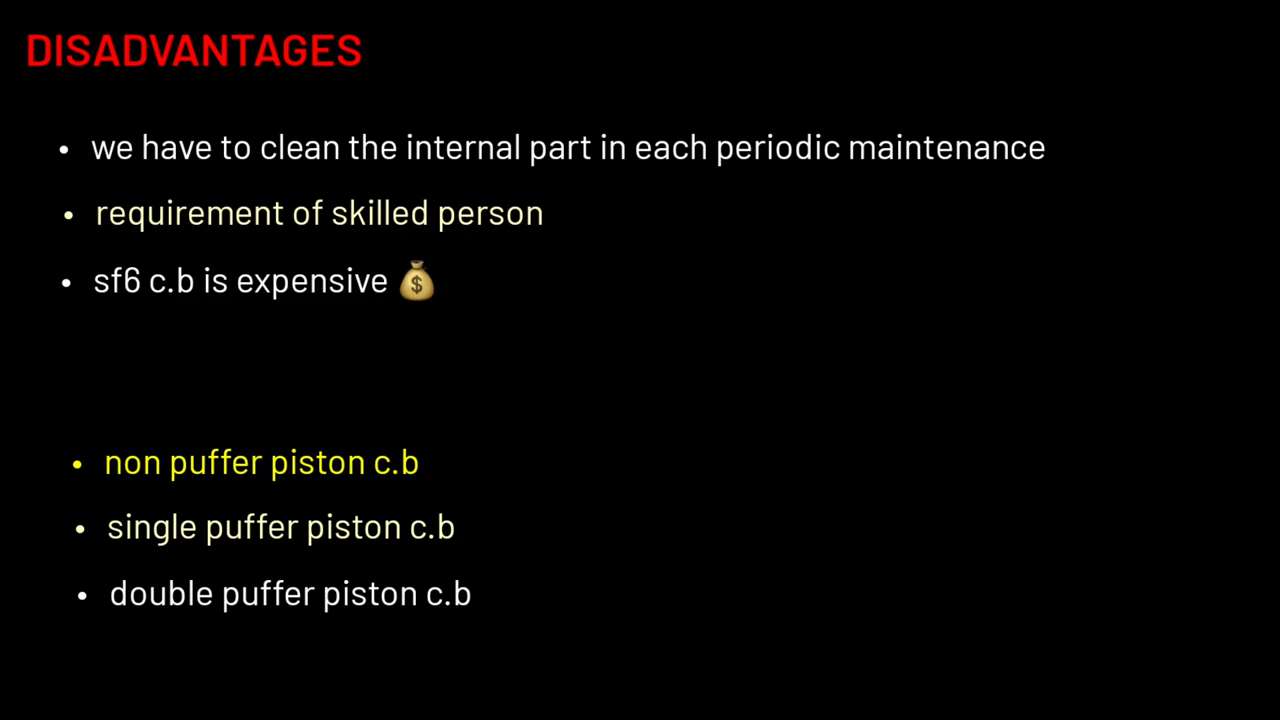 DISADVANTAGES
• we have to clean the internal part in each periodic maintenance
• requirement of skilled person
• sf6 c.b is expensive 💰
• non puffer piston c.b
• single puffer piston c.b
• double puffer piston c.b